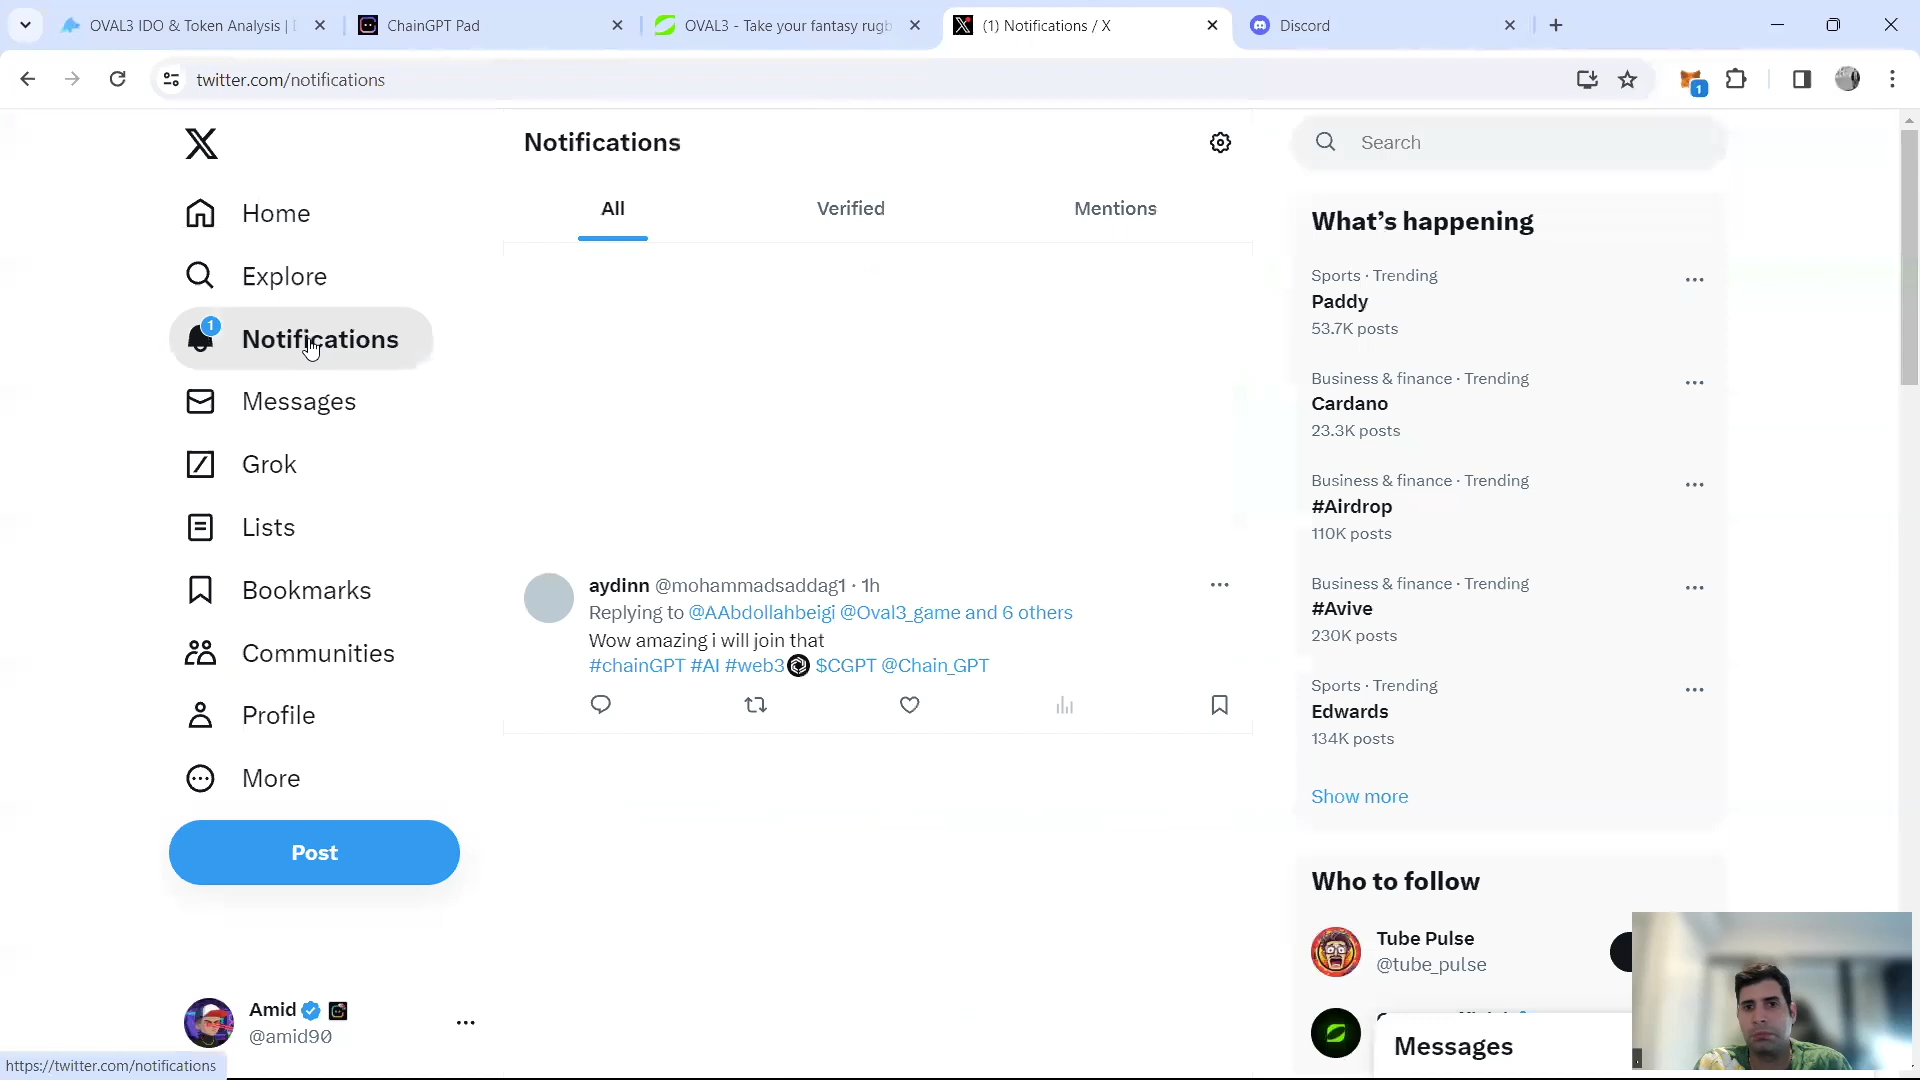 OVAL3 IDO & Token Analysis |
ChainGPT Pad
OVAL3 - Take your fantasy rugb
(1) Notifications / X
Discord
twitter.com/notifications
1
Home
Explore
1
Notifications
Messages
Grok
Lists
Bookmarks
Communities
Profile
More
Post
Amid
@amid90
https://twitter.com/notifications
Notifications
All
Verified
Mentions
aydinn @mohammadsaddag1 · 1h
Replying to @AAbdollahbeigi @Oval3_game and 6 others
Wow amazing i will join that
#chainGPT #AI #web3 $CGPT @Chain_GPT
Search
What’s happening
Sports · Trending
Paddy
53.7K posts
Business & finance · Trending
Cardano
23.3K posts
Business & finance · Trending
#Airdrop
110K posts
Business & finance · Trending
#Avive
230K posts
Sports · Trending
Edwards
134K posts
Show more
Who to follow
Tube Pulse
@tube_pulse
Messages